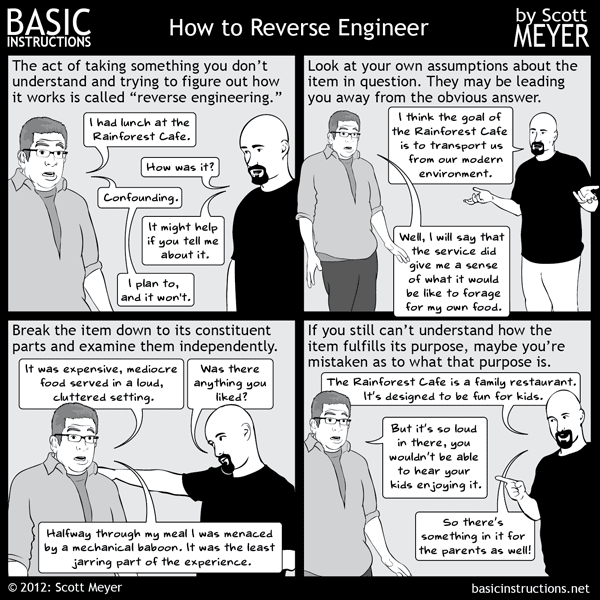 BASIC
INSTRUCTIONS
How to Reverse Engineer
by Scott
MEYER
The act of taking something you don't
understand and trying to figure out how
it works is called “reverse engineering.”
I had lunch at the
Rainforest Cafe.
How was it?
Confounding.
It might help
if you tell me
about it.
I plan to,
and it won't.
Look at your own assumptions about the
item in question. They may be leading
you away from the obvious answer.
I think the goal of
the Rainforest Cafe
is to transport us
from our modern
environment.
Well, I will say that
the service did
give me a sense
of what it would
be like to forage
for my own food.
Break the item down to its constituent
parts and examine them independently.
It was expensive, mediocre
food served in a loud,
cluttered setting.
Was there
anything you
liked?
Halfway through my meal I was menaced
by a mechanical baboon. It was the least
jarring part of the experience.
If you still can't understand how the
item fulfills its purpose, maybe you're
mistaken as to what that purpose is.
The Rainforest Cafe is a family restaurant.
It's designed to be fun for kids.
But it's so loud
in there, you
wouldn't be able
to hear your
kids enjoying it.
So there's
something in it for
the parents as well!
© 2012: Scott Meyer
basicinstructions.net